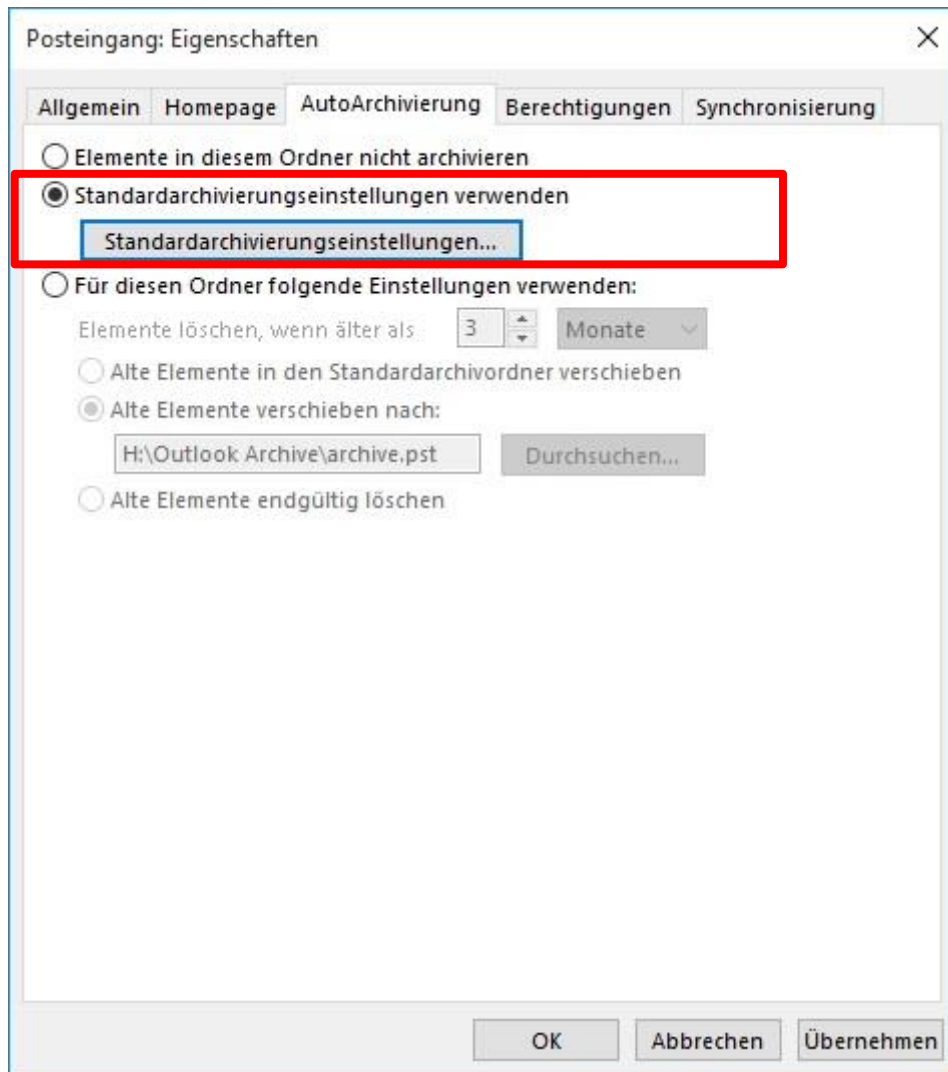 Posteingang: Eigenschaften
Allgemein Homepage AutoArchivierung Berechtigungen Synchronisierung
Elemente in diesem Ordner nicht archivieren
Standardarchivierungseinstellungen verwenden
Standardarchivierungseinstellungen...
Für diesen Ordner folgende Einstellungen verwenden:
Elemente löschen, wenn älter als 3 Monate
Alte Elemente in den Standardarchivordner verschieben
Alte Elemente verschieben nach:
H:\Outlook Archive\archive.pst Durchsuchen...
Alte Elemente endgültig löschen
OK Abbrechen Übernehmen